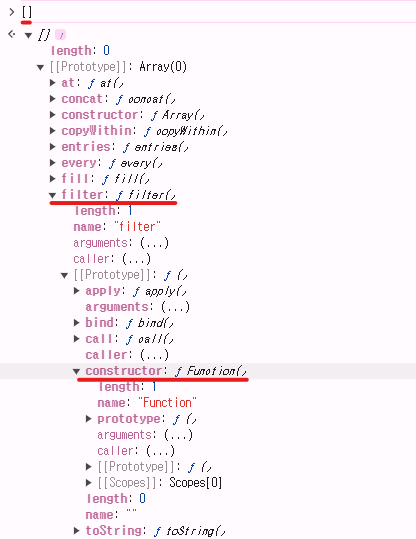 > []
<· ▼ [] i
length: 0
▼ [[Prototype]]: Array(0)
▶ at: ƒ at()
▶ concat: ƒ concat()
▶ constructor: ƒ Array()
▶ copyWithin: ƒ copyWithin()
▶ entries: ƒ entries()
▶ every: ƒ every()
▶ fill: ƒ fill()
▼ filter: ƒ filter()
length: 1
name: "filter"
arguments: (...)
caller: (...)
▼ [[Prototype]]: ƒ ()
▶ apply: ƒ apply()
arguments: (...)
▶ bind: ƒ bind()
▶ call: ƒ call()
caller: (...)
▼ constructor: ƒ Function()
length: 1
name: "Function"
▶ prototype: ƒ ()
arguments: (...)
caller: (...)
▶ [[Prototype]]: ƒ ()
▶ [[Scopes]]: Scopes[0]
length: 0
name: ""
▶ toString: ƒ toString()